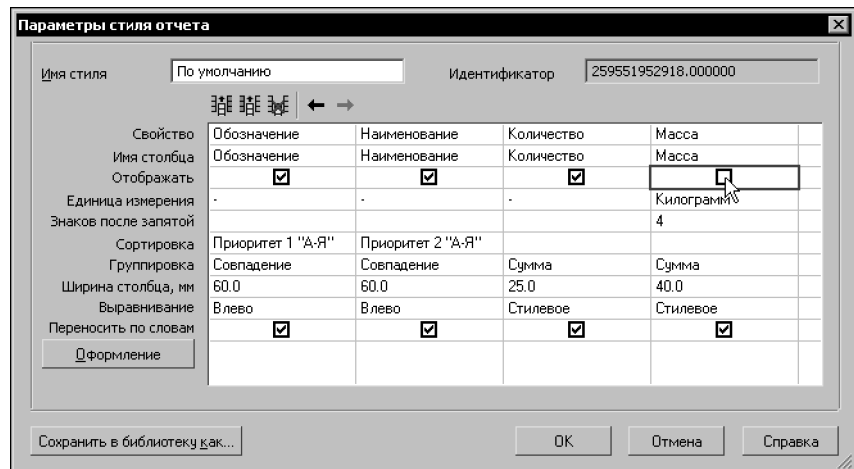 Параметры стиля отчета
Имя стиля По умолчанию Идентификатор 259551952918.000000
Свойство Обозначение Наименование Количество Масса
Имя столбца Обозначение Наименование Количество Масса
Отображать
Единица измерения - - - Килограмм
Знаков после запятой 4
Сортировка Приоритет 1 "А-Я" Приоритет 2 "А-Я"
Группировка Совпадение Совпадение Сумма Сумма
Ширина столбца, мм 60.0 60.0 25.0 40.0
Выравнивание Влево Влево Стилевое Стилевое
Переносить по словам
Оформление
Сохранить в библиотеку как... OK Отмена Справка